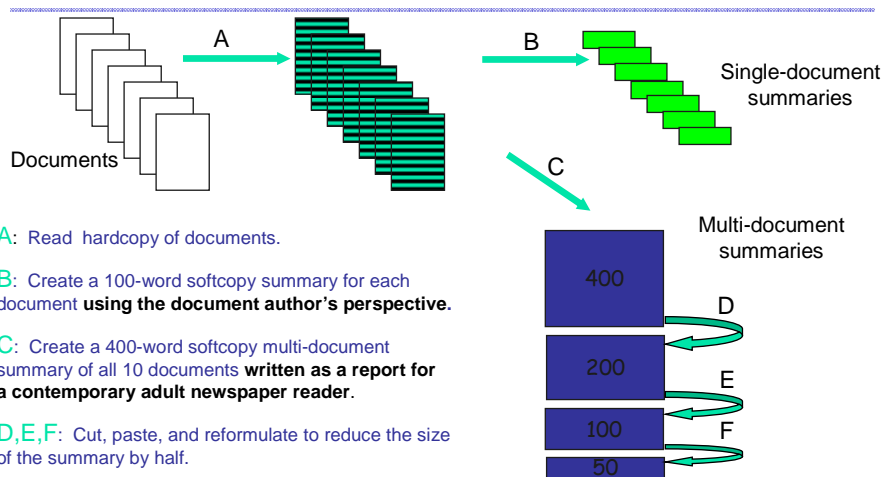 A
B
Single-document
summaries
Documents
C
Multi-document
summaries
A: Read hardcopy of documents.
B: Create a 100-word softcopy summary for each
document using the document author's perspective.
C: Create a 400-word softcopy multi-document
summary of all 10 documents written as a report for
a contemporary adult newspaper reader.
D,E,F: Cut, paste, and reformulate to reduce the size
of the summary by half.
400
D
200
E
100
F
50